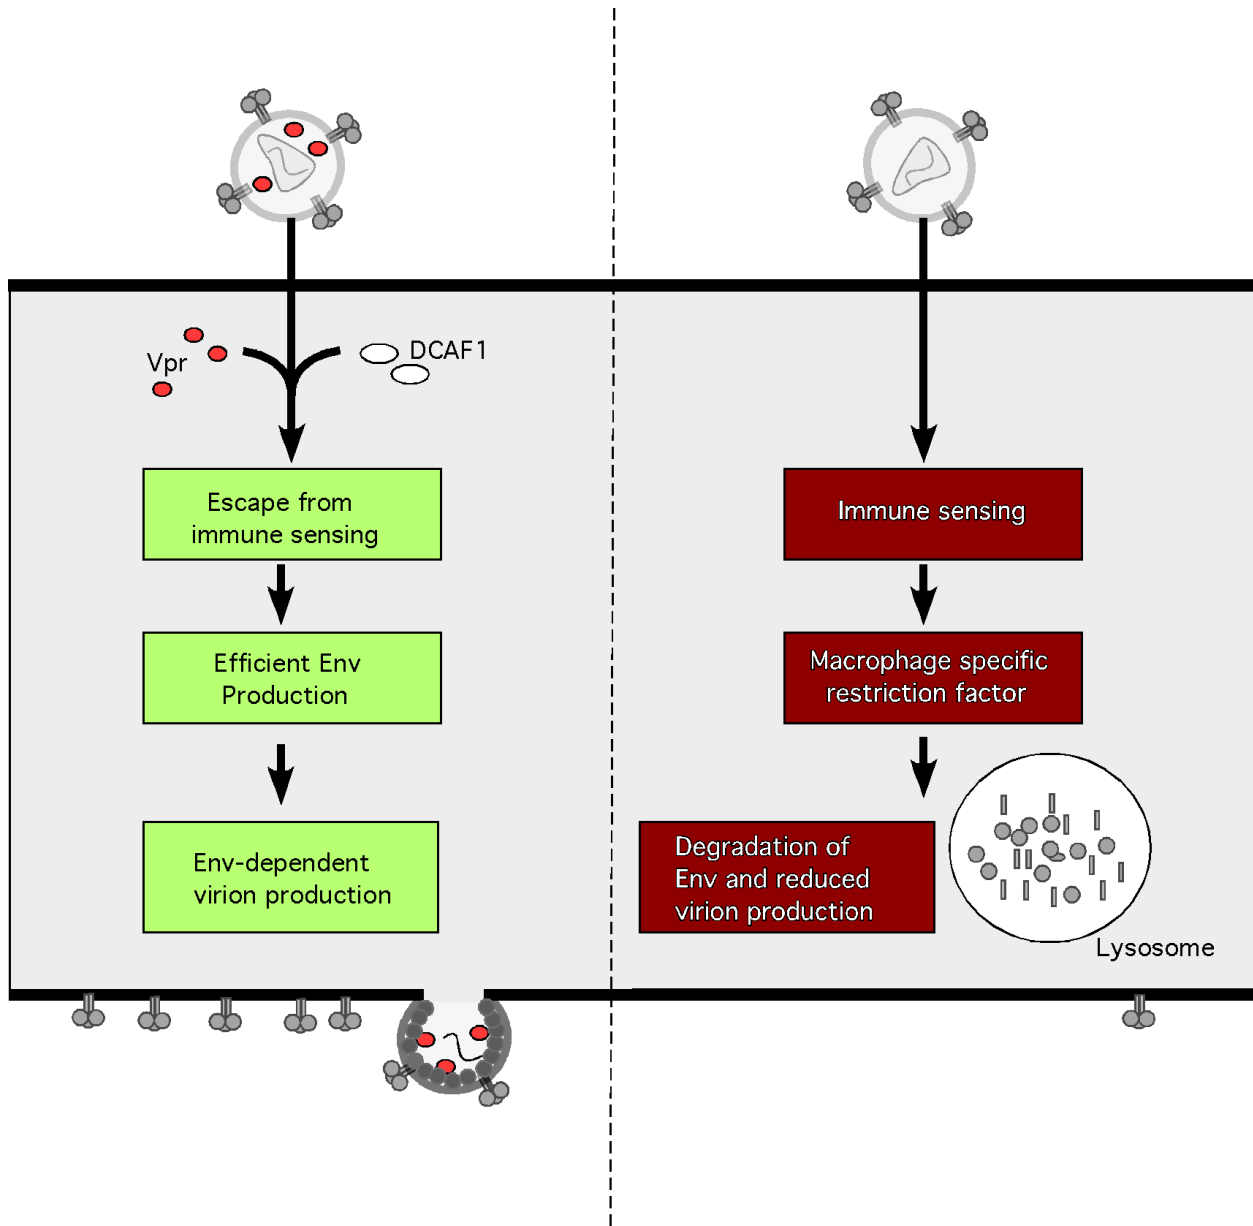 Vpr
DCAF1
Escape from
immune sensing
Efficient Env
Production
Env-dependent
virion production
Immune sensing
Macrophage specific
restriction factor
Degradation of
Env and reduced
virion production
Lysosome